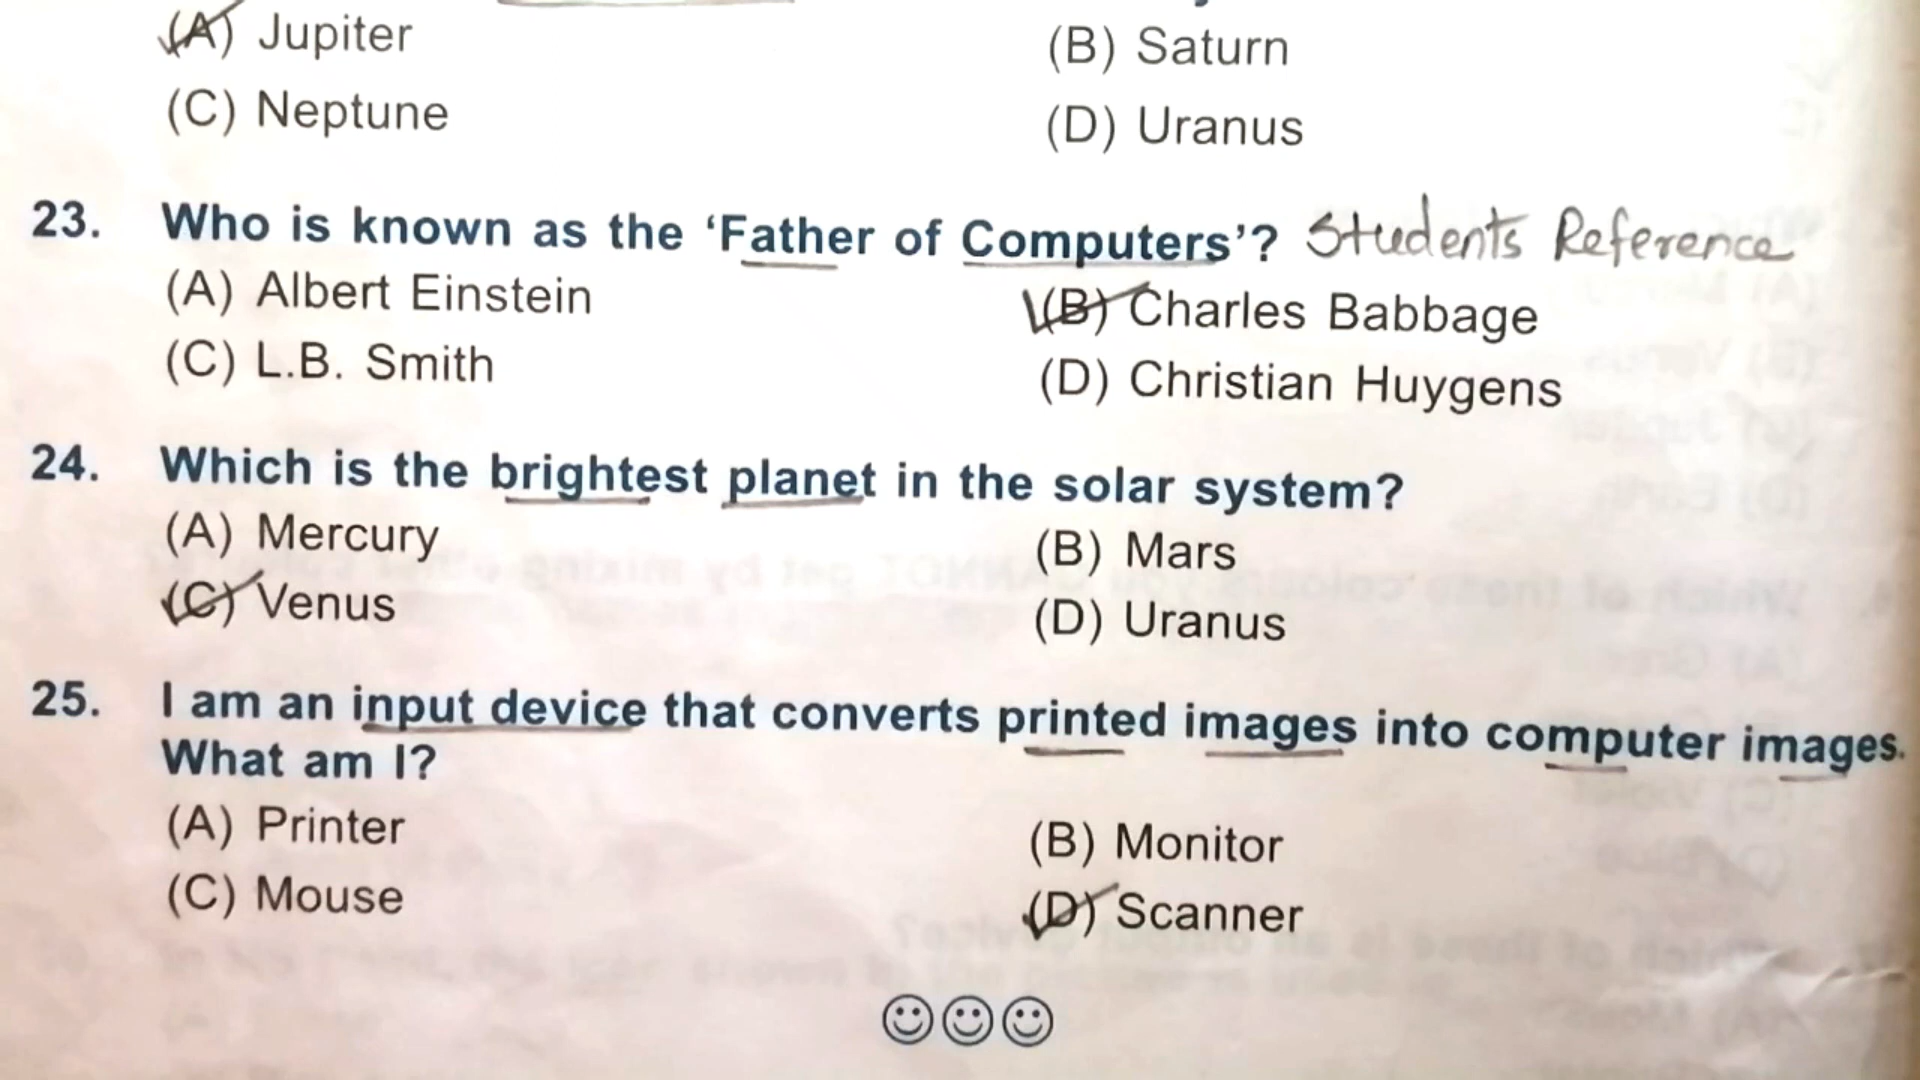 (A) Jupiter (B) Saturn
(C) Neptune (D) Uranus
23. Who is known as the ‘Father of Computers’? Students Reference
(A) Albert Einstein (B) Charles Babbage
(C) L.B. Smith (D) Christian Huygens
24. Which is the brightest planet in the solar system?
(A) Mercury (B) Mars
(C) Venus (D) Uranus
25. I am an input device that converts printed images into computer images.
What am I?
(A) Printer (B) Monitor
(C) Mouse (D) Scanner